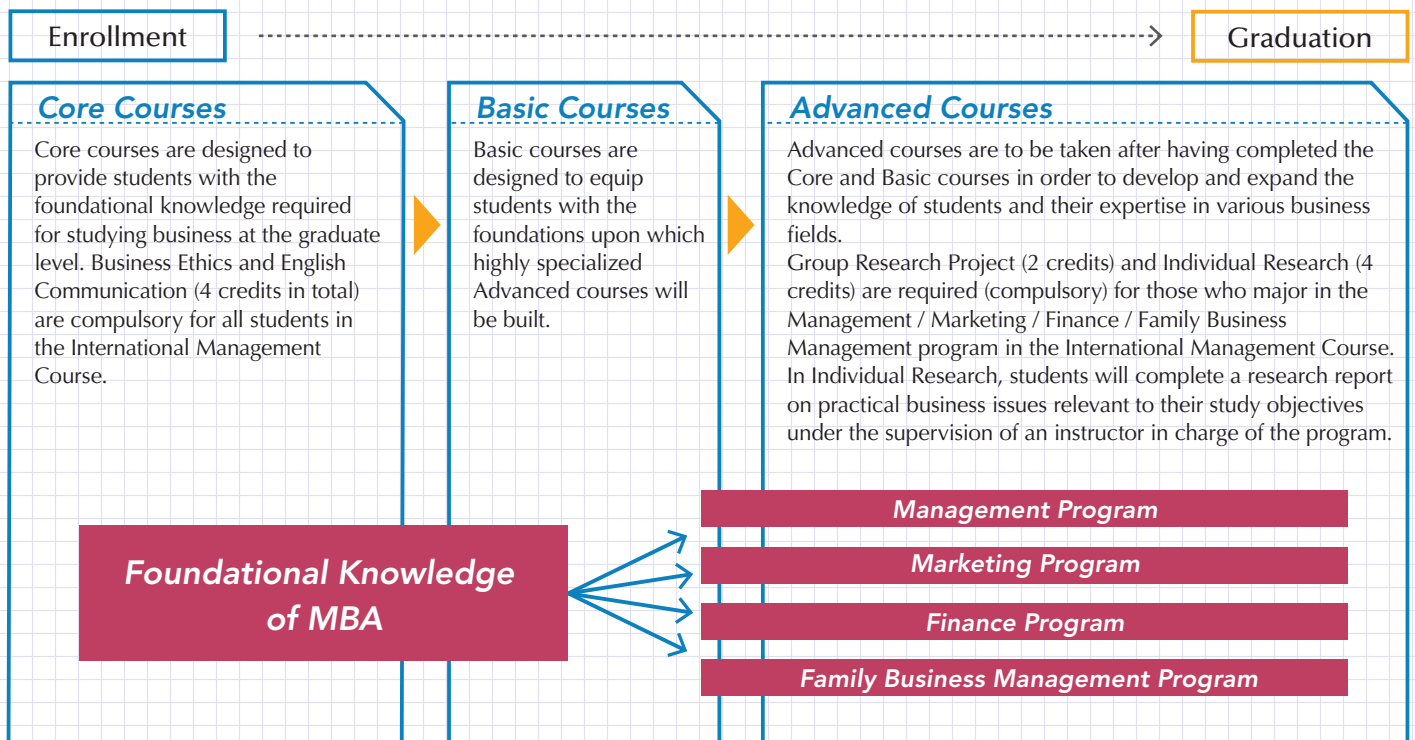 Enrollment
Graduation
Core Courses
Core courses are designed to
provide students with the
foundational knowledge required
for studying business at the graduate
level. Business Ethics and English
Communication (4 credits in total)
are compulsory for all students in
the International Management
Course.
Basic Courses
Basic courses are
designed to equip
students with the
foundations upon which
highly specialized
Advanced courses will
be built.
Advanced Courses
Advanced courses are to be taken after having completed the
Core and Basic courses in order to develop and expand the
knowledge of students and their expertise in various business
fields.
Group Research Project (2 credits) and Individual Research (4
credits) are required (compulsory) for those who major in the
Management / Marketing / Finance / Family Business
Management program in the International Management Course.
In Individual Research, students will complete a research report
on practical business issues relevant to their study objectives
under the supervision of an instructor in charge of the program.
Foundational Knowledge
of MBA
Management Program
Marketing Program
Finance Program
Family Business Management Program